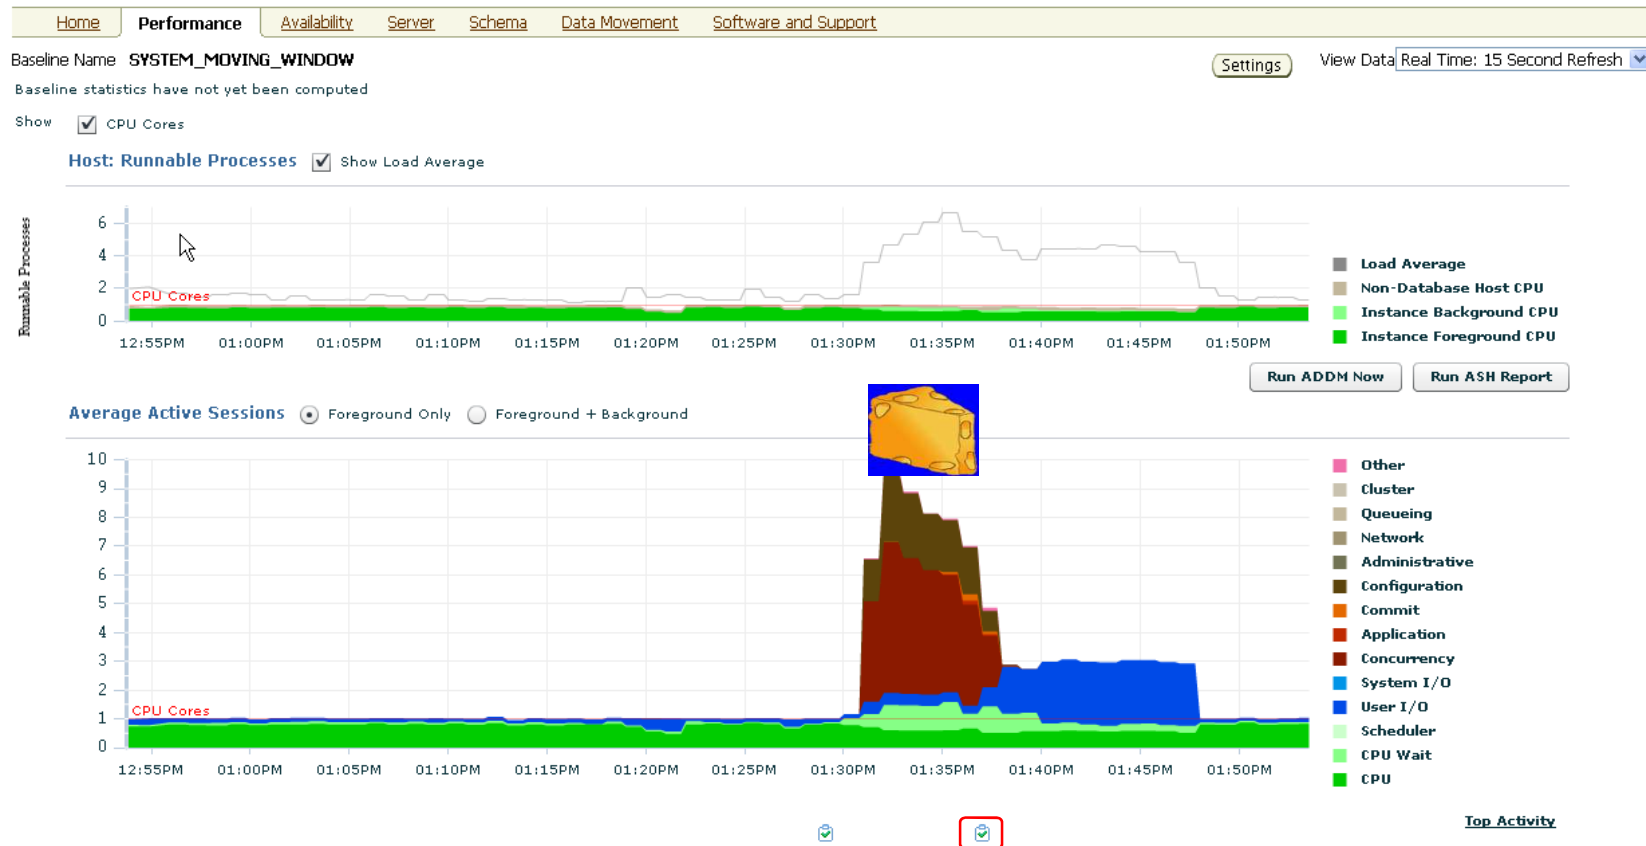 Home Performance Availability Server Schema Data Movement Software and Support
Baseline Name SYSTEM_MOVING_WINDOW
Settings
View Data Real Time: 15 Second Refresh
Baseline statistics have not yet been computed
Show CPU Cores
Host: Runnable Processes Show Load Average
Runnable Processes
6
4
2
0
CPU Cores
12:55PM 01:00PM 01:05PM 01:10PM 01:15PM 01:20PM 01:25PM 01:30PM 01:35PM 01:40PM 01:45PM 01:50PM
Load Average
Non-Database Host CPU
Instance Background CPU
Instance Foreground CPU
Run ADDM Now Run ASH Report
Average Active Sessions Foreground Only Foreground + Background
10
9
8
7
6
5
4
3
2
1
0
CPU Cores
12:55PM 01:00PM 01:05PM 01:10PM 01:15PM 01:20PM 01:25PM 01:30PM 01:35PM 01:40PM 01:45PM 01:50PM
Other
Cluster
Queueing
Network
Administrative
Configuration
Commit
Application
Concurrency
System I/O
User I/O
Scheduler
CPU Wait
CPU
Top Activity